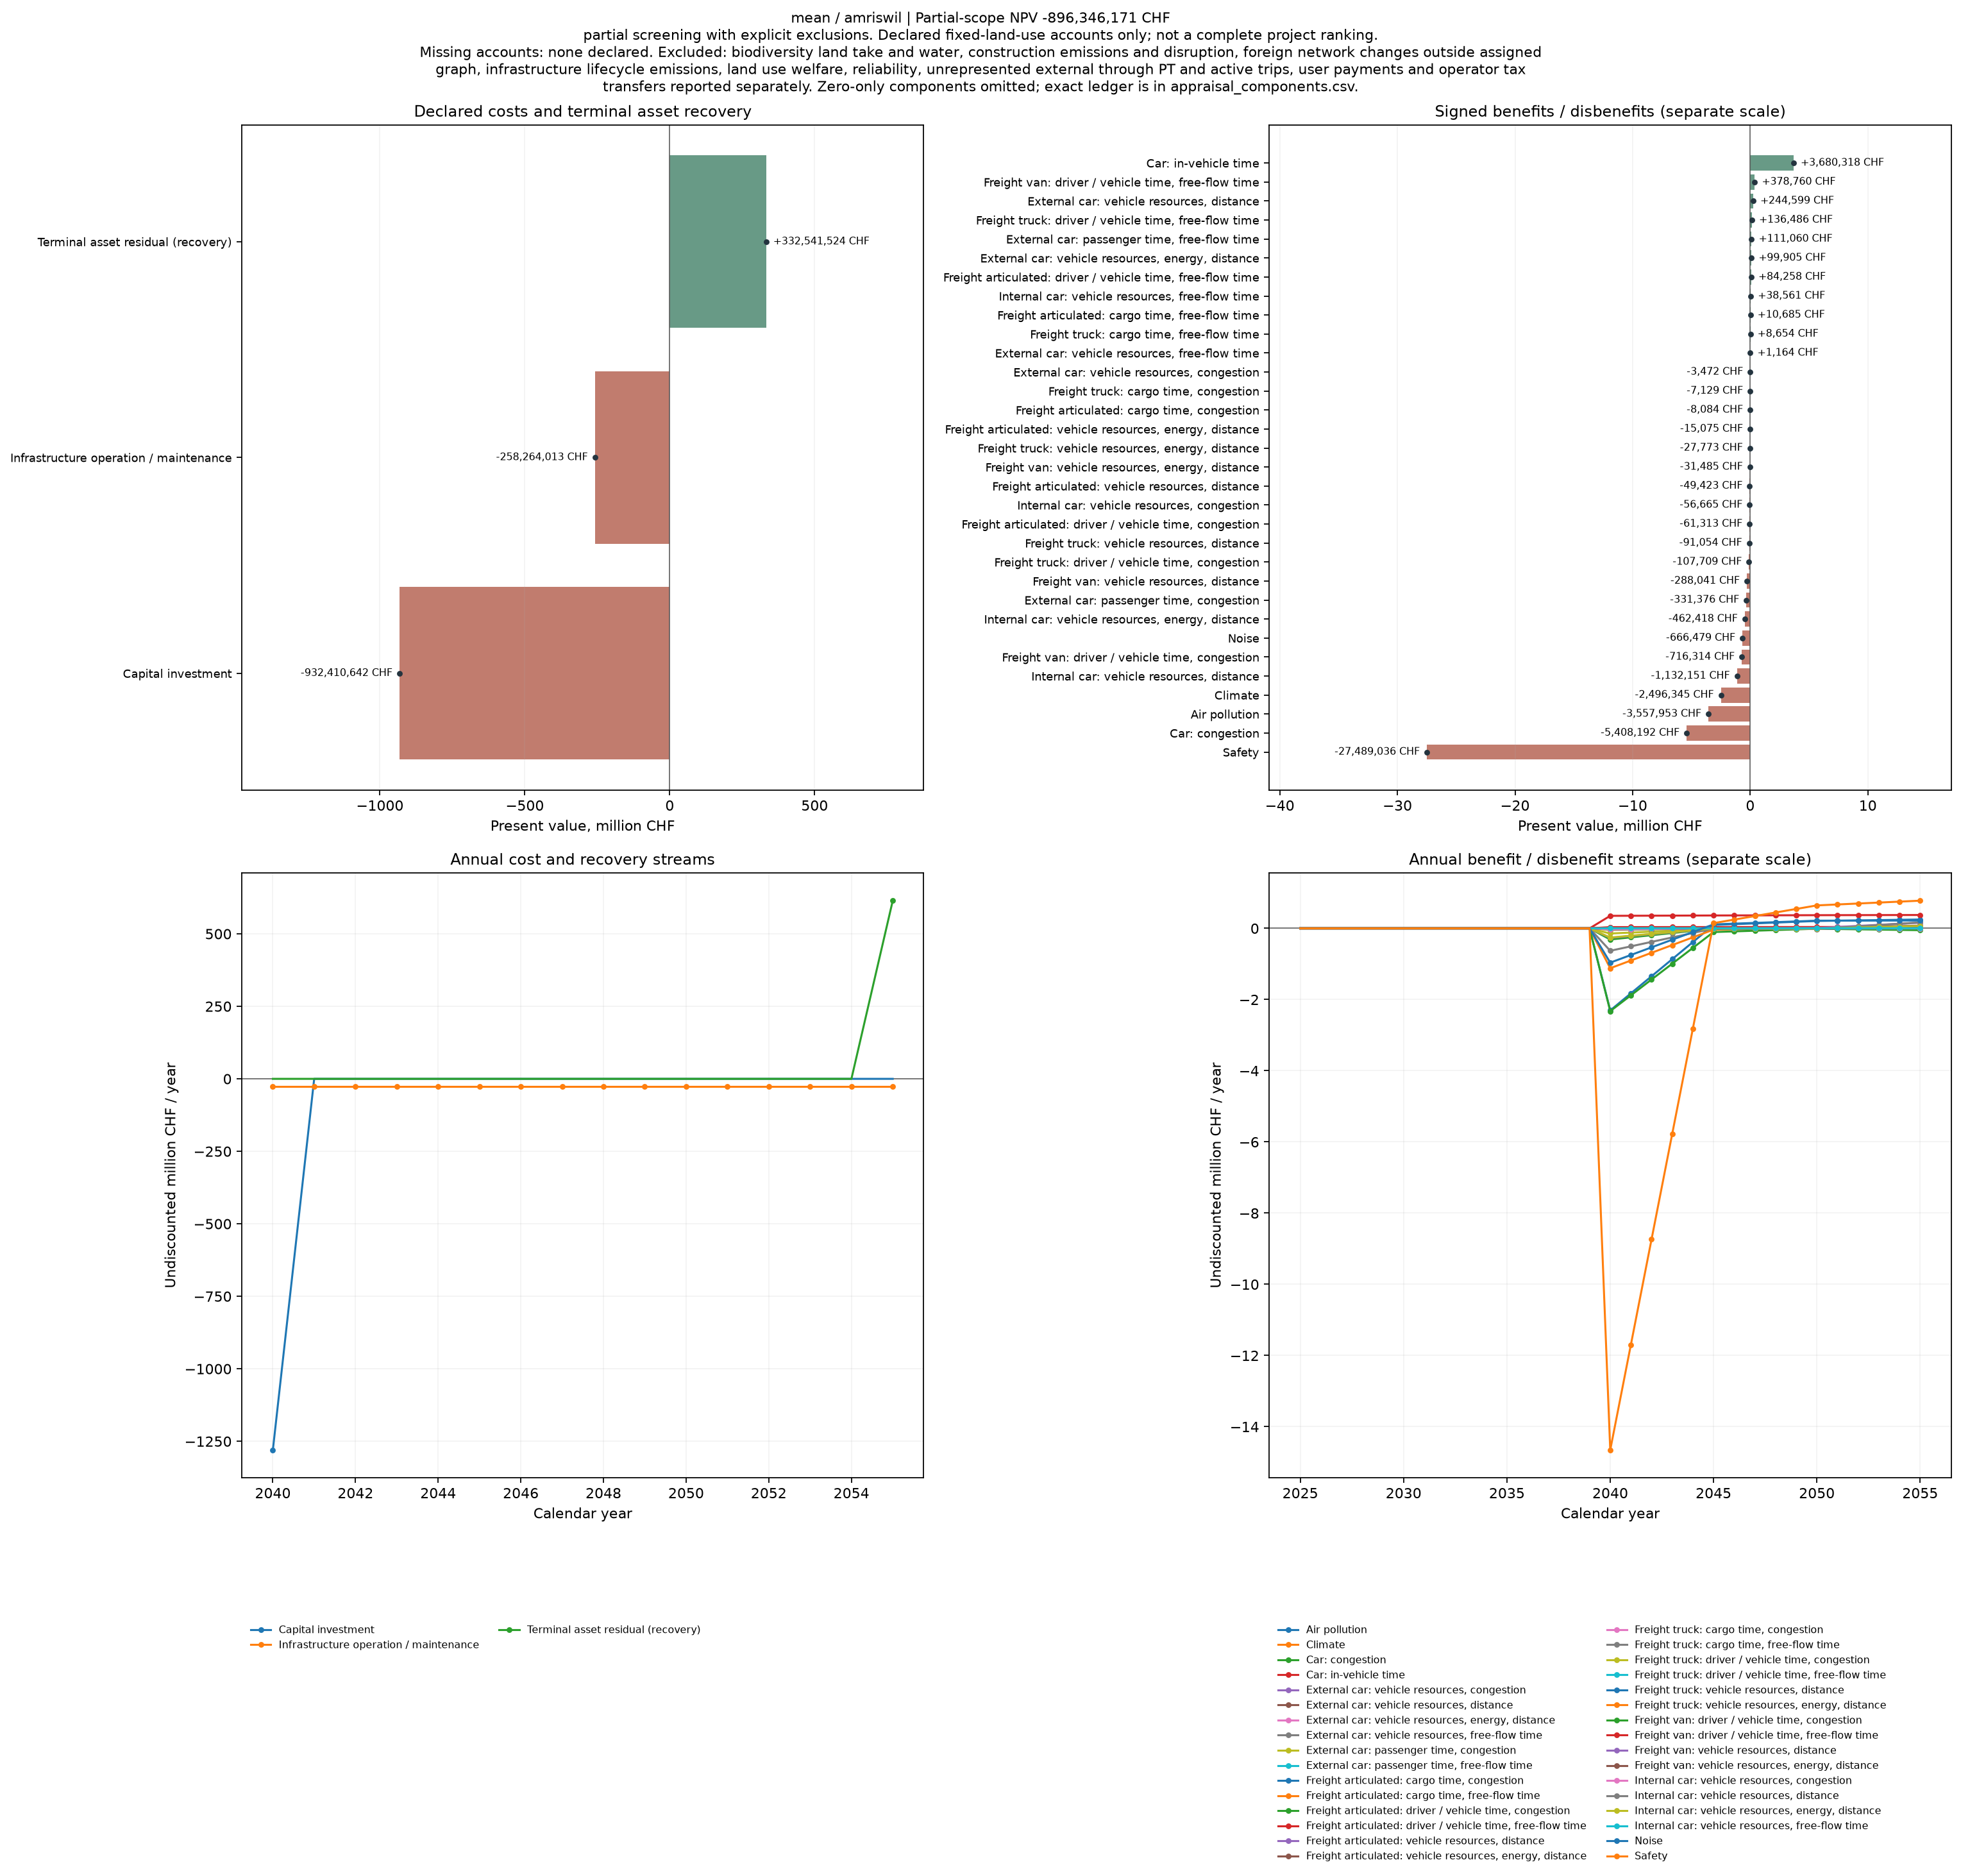 mean / amriswil | Partial-scope NPV -896,346,171 CHF
partial screening with explicit exclusions. Declared fixed-land-use accounts only; not a complete project ranking.
Missing accounts: none declared. Excluded: biodiversity land take and water, construction emissions and disruption, foreign network changes outside assigned
graph, infrastructure lifecycle emissions, land use welfare, reliability, unrepresented external through PT and active trips, user payments and operator tax
transfers reported separately. Zero-only components omitted; exact ledger is in appraisal_components.csv.
Declared costs and terminal asset recovery
Terminal asset residual (recovery)
+332,541,524 CHF
Infrastructure operation / maintenance
-258,264,013 CHF
Capital investment
-932,410,642 CHF
−1000
−500
0
500
Present value, million CHF
Signed benefits / disbenefits (separate scale)
Car: in-vehicle time
+3,680,318 CHF
Freight van: driver / vehicle time, free-flow time
+378,760 CHF
External car: vehicle resources, distance
+244,599 CHF
Freight truck: driver / vehicle time, free-flow time
+136,486 CHF
External car: passenger time, free-flow time
+111,060 CHF
External car: vehicle resources, energy, distance
+99,905 CHF
Freight articulated: driver / vehicle time, free-flow time
+84,258 CHF
Internal car: vehicle resources, free-flow time
+38,561 CHF
Freight articulated: cargo time, free-flow time
+10,685 CHF
Freight truck: cargo time, free-flow time
+8,654 CHF
External car: vehicle resources, free-flow time
+1,164 CHF
External car: vehicle resources, congestion
-3,472 CHF
Freight truck: cargo time, congestion
-7,129 CHF
Freight articulated: cargo time, congestion
-8,084 CHF
Freight articulated: vehicle resources, energy, distance
-15,075 CHF
Freight truck: vehicle resources, energy, distance
-27,773 CHF
Freight van: vehicle resources, energy, distance
-31,485 CHF
Freight articulated: vehicle resources, distance
-49,423 CHF
Internal car: vehicle resources, congestion
-56,665 CHF
Freight articulated: driver / vehicle time, congestion
-61,313 CHF
Freight truck: vehicle resources, distance
-91,054 CHF
Freight truck: driver / vehicle time, congestion
-107,709 CHF
Freight van: vehicle resources, distance
-288,041 CHF
External car: passenger time, congestion
-331,376 CHF
Internal car: vehicle resources, energy, distance
-462,418 CHF
Noise
-666,479 CHF
Freight van: driver / vehicle time, congestion
-716,314 CHF
Internal car: vehicle resources, distance
-1,132,151 CHF
Climate
-2,496,345 CHF
Air pollution
-3,557,953 CHF
Car: congestion
-5,408,192 CHF
Safety
-27,489,036 CHF
−40
−30
−20
−10
0
10
Present value, million CHF
Annual cost and recovery streams
Undiscounted million CHF / year
500
250
0
−250
−500
−750
−1000
−1250
2040
2042
2044
2046
2048
2050
2052
2054
Calendar year
Annual benefit / disbenefit streams (separate scale)
Undiscounted million CHF / year
0
−2
−4
−6
−8
−10
−12
−14
2025
2030
2035
2040
2045
2050
2055
Calendar year
Capital investment
Infrastructure operation / maintenance
Terminal asset residual (recovery)
Air pollution
Climate
Car: congestion
Car: in-vehicle time
External car: vehicle resources, congestion
External car: vehicle resources, distance
External car: vehicle resources, energy, distance
External car: vehicle resources, free-flow time
External car: passenger time, congestion
External car: passenger time, free-flow time
Freight articulated: cargo time, congestion
Freight articulated: cargo time, free-flow time
Freight articulated: driver / vehicle time, congestion
Freight articulated: driver / vehicle time, free-flow time
Freight articulated: vehicle resources, distance
Freight articulated: vehicle resources, energy, distance
Freight truck: cargo time, congestion
Freight truck: cargo time, free-flow time
Freight truck: driver / vehicle time, congestion
Freight truck: driver / vehicle time, free-flow time
Freight truck: vehicle resources, distance
Freight truck: vehicle resources, energy, distance
Freight van: driver / vehicle time, congestion
Freight van: driver / vehicle time, free-flow time
Freight van: vehicle resources, distance
Freight van: vehicle resources, energy, distance
Internal car: vehicle resources, congestion
Internal car: vehicle resources, distance
Internal car: vehicle resources, energy, distance
Internal car: vehicle resources, free-flow time
Noise
Safety